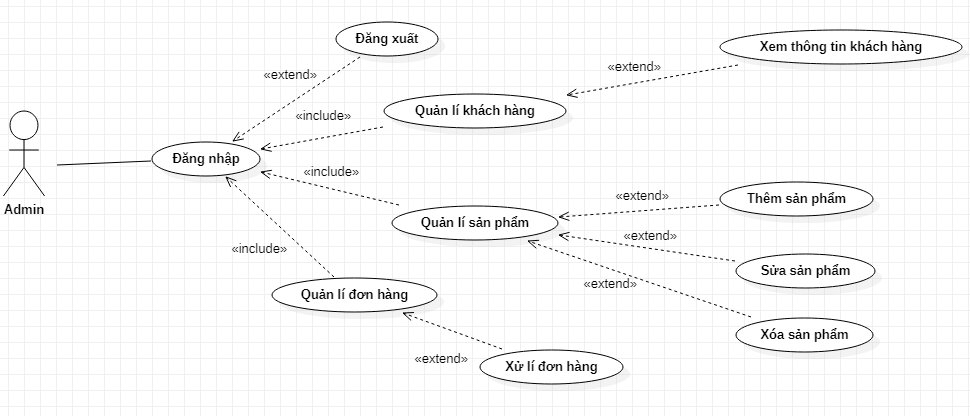 Đăng xuất
Xem thông tin khách hàng
«extend»
«extend»
Quản lí khách hàng
«include»
Đăng nhập
«include»
Admin
Quản lí sản phẩm
«extend»
Thêm sản phẩm
«extend»
«include»
Sửa sản phẩm
«extend»
Quản lí đơn hàng
Xóa sản phẩm
«extend»
Xử lí đơn hàng